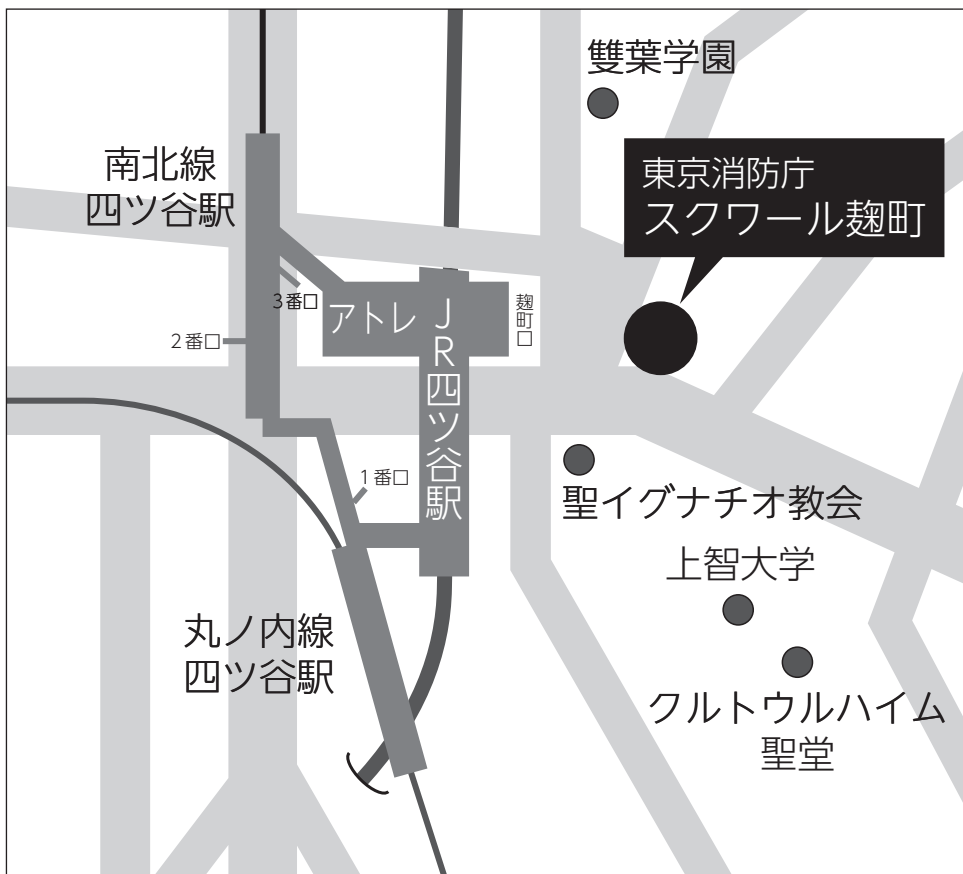 雙葉学園
東京消防庁
スクワール麹町
南北線
四ツ谷駅
3番口
2番口
アトレ
JR四ツ谷駅
麹町口
1番口
聖イグナチオ教会
上智大学
丸ノ内線
四ツ谷駅
クルトウルハイム
聖堂